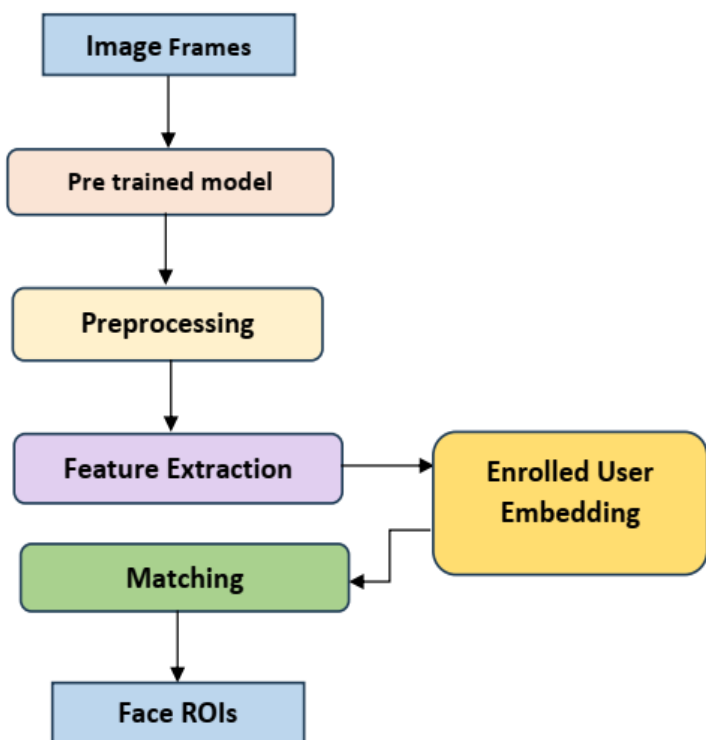 Image Frames
Pre trained model
Preprocessing
Feature Extraction
Enrolled User
Embedding
Matching
Face ROIs